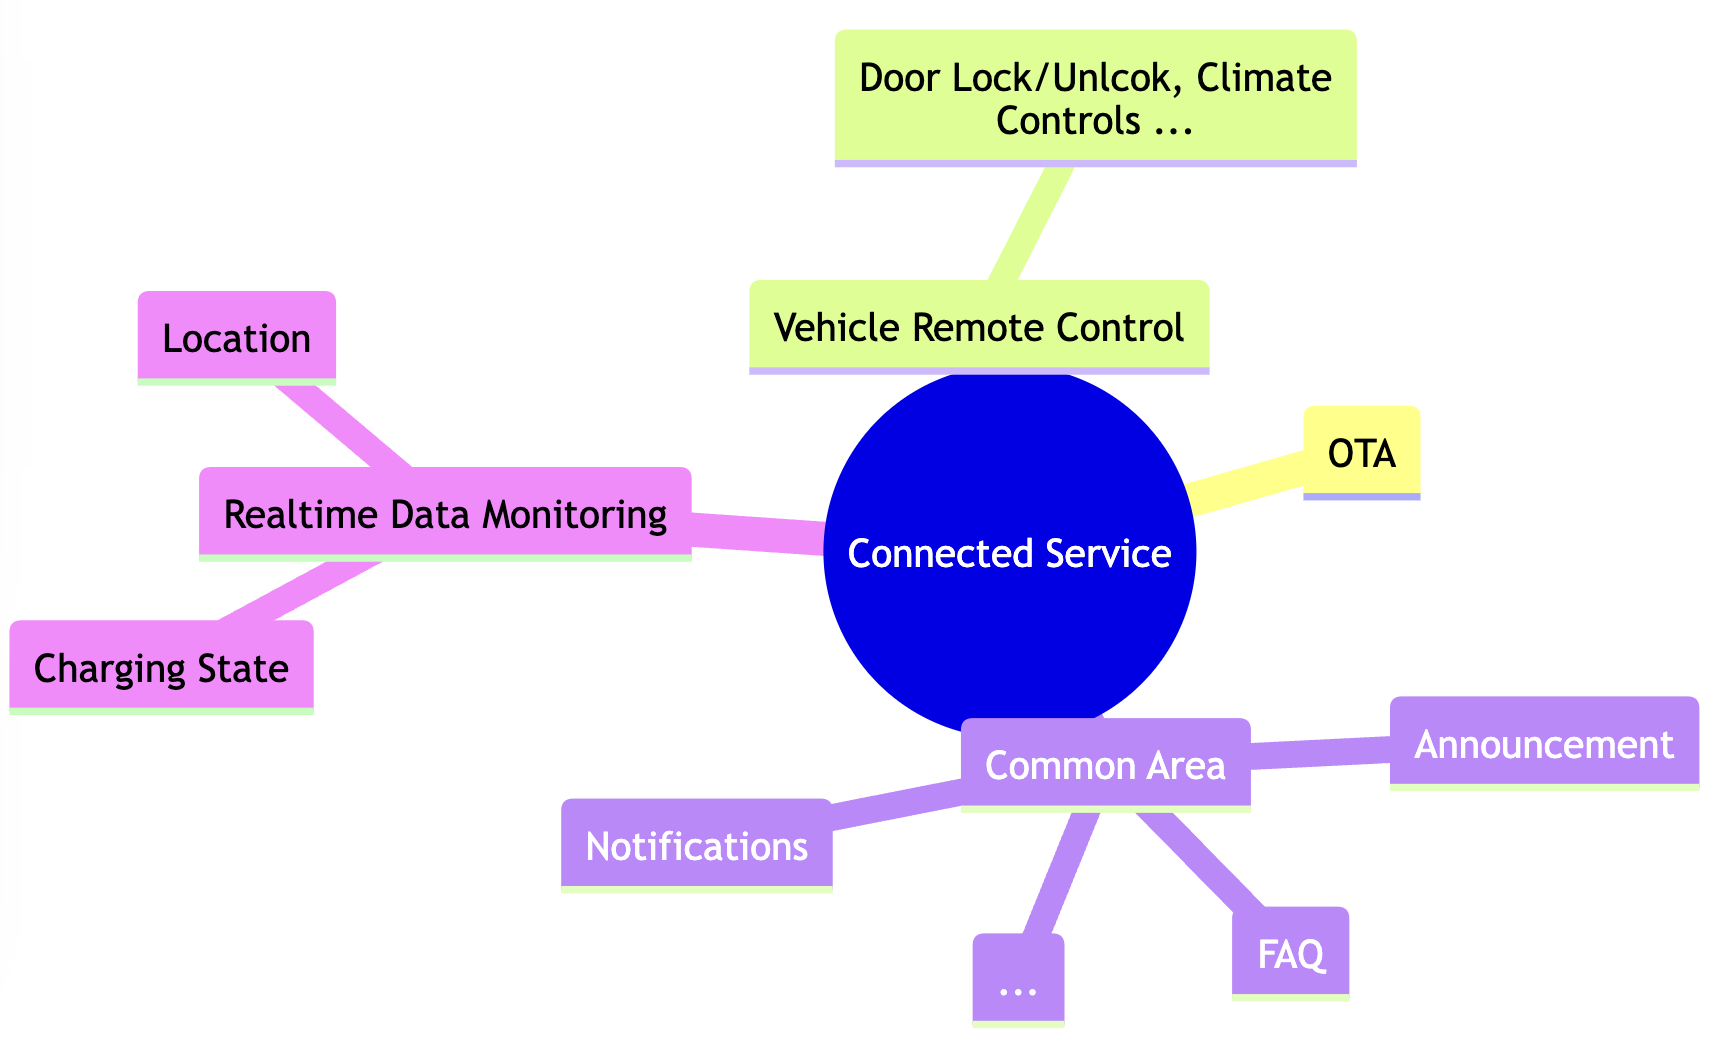 Door Lock/Unlcok, Climate
Controls ...
Vehicle Remote Control
Location
OTA
Realtime Data Monitoring
Connected Service
Charging State
Announcement
Common Area
Notifications
FAQ
...